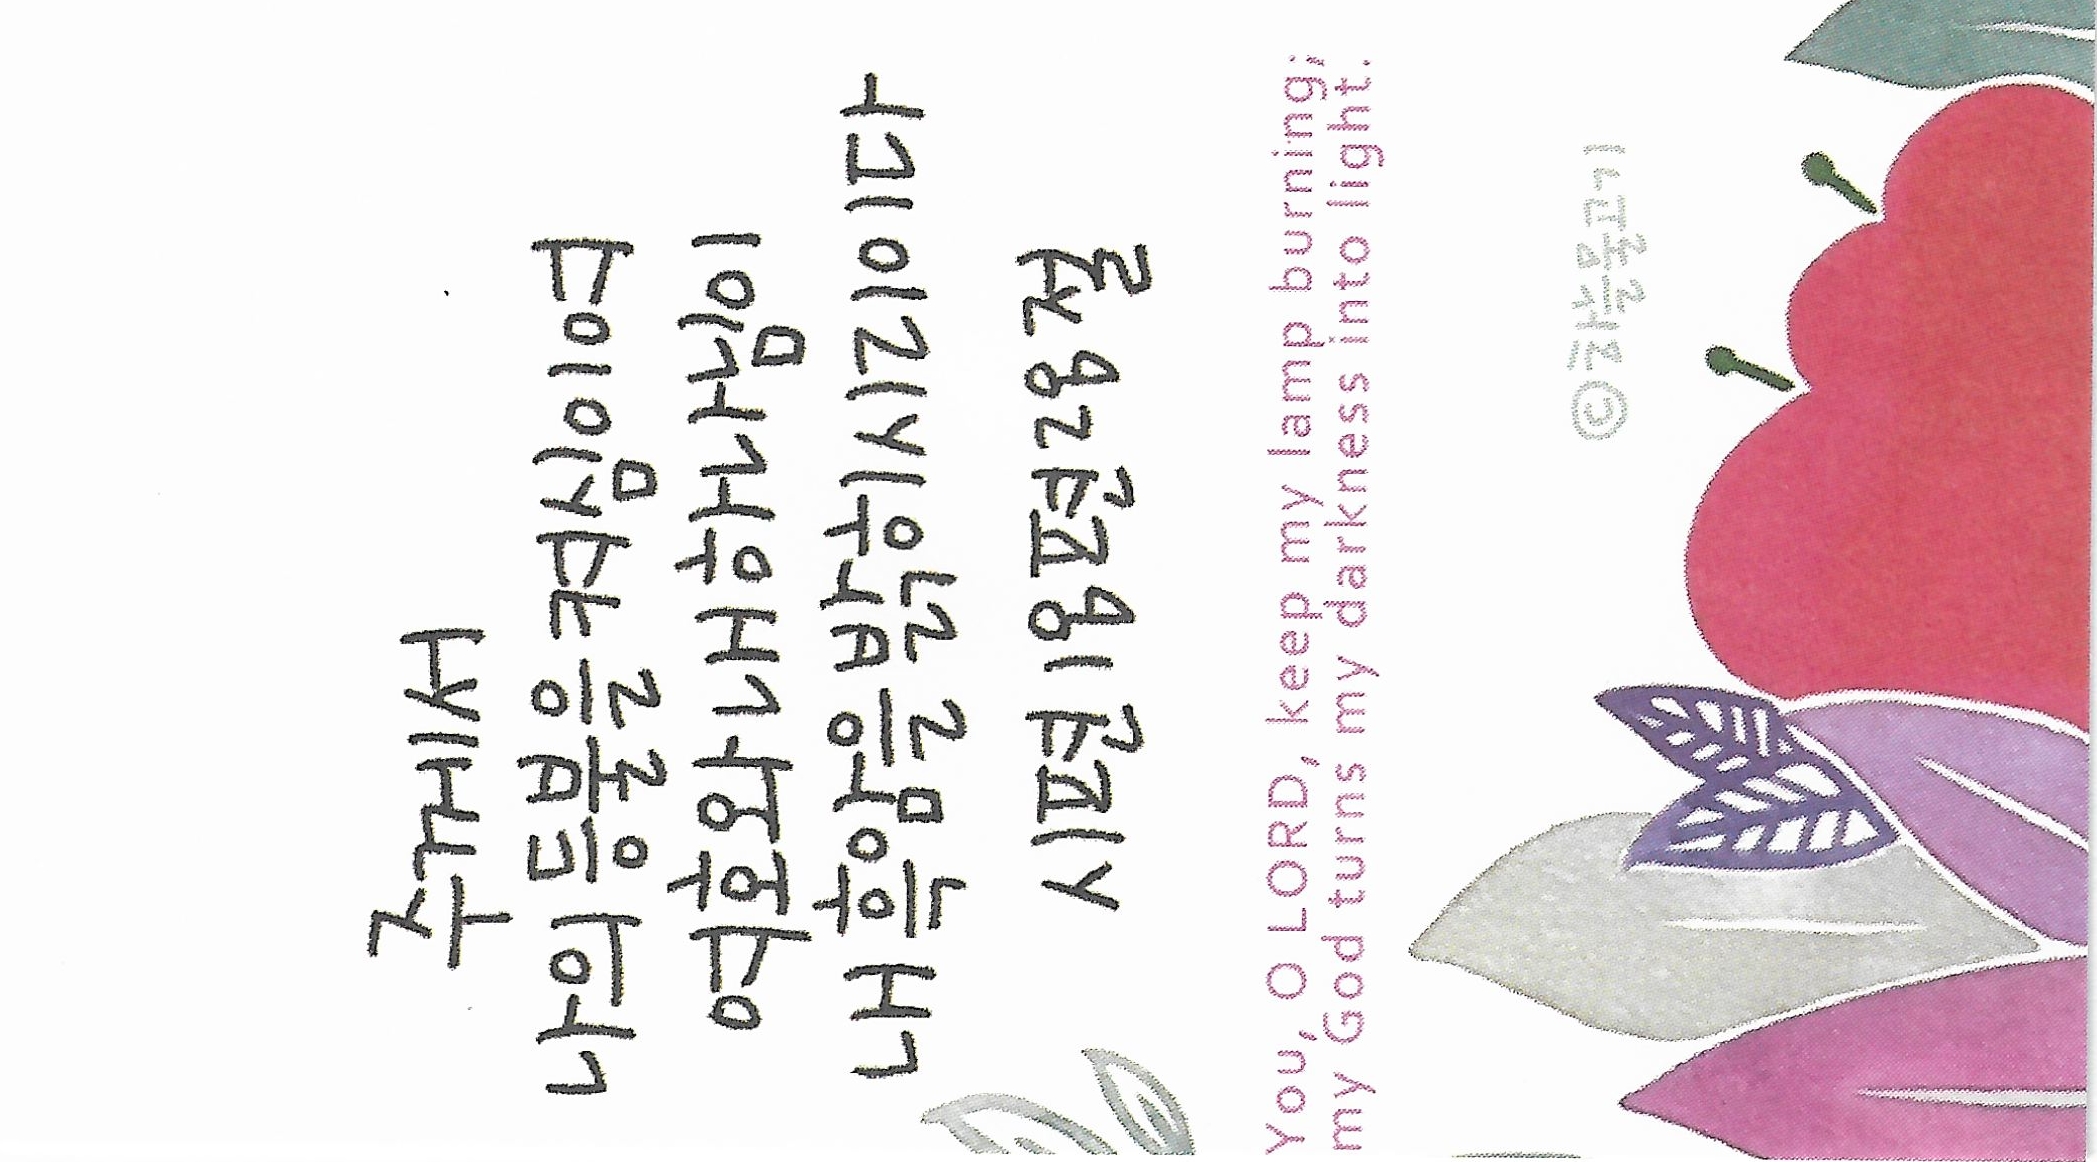 주께서
나의 등불을 켜심이여
여호와 내 하나님이
내 흑암을 밝히시리이다
시편 18편 28절
You, O LORD, keep my lamp burning;
my God turns my darkness into light.
©하늘물고기